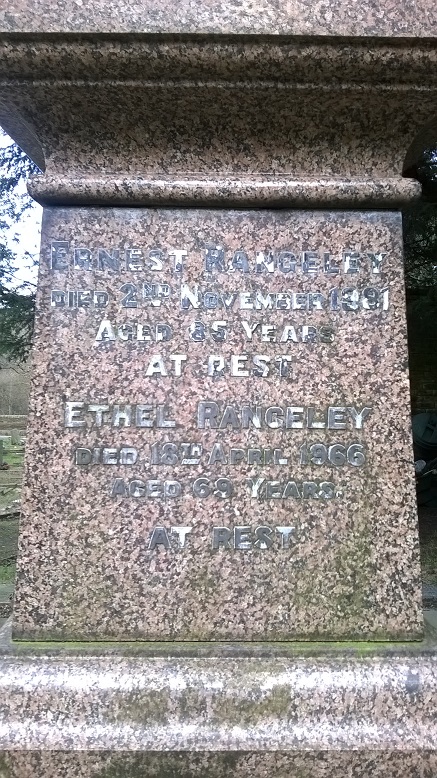 ERNEST RANGELEY
DIED 2ND NOVEMBER 1981
AGED 85 YEARS
AT REST
ETHEL RANGELEY
DIED 18TH APRIL 1966
AGED 69 YEARS.
AT REST